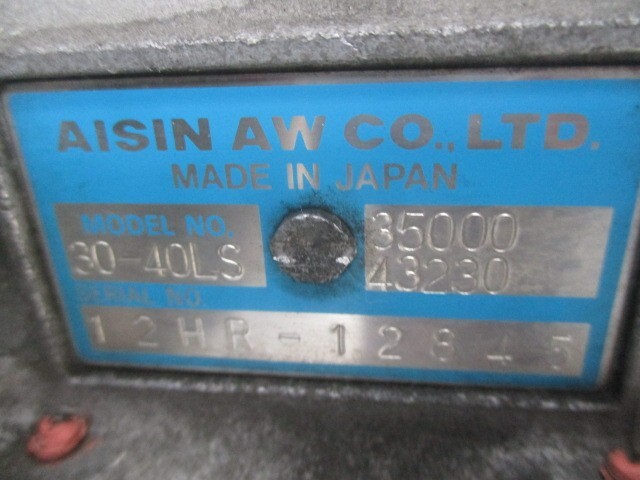 AISIN AW CO., LTD.
MADE IN JAPAN
MODEL NO.
30-40LS
35000
43230
SERIAL NO.
12HR-12845